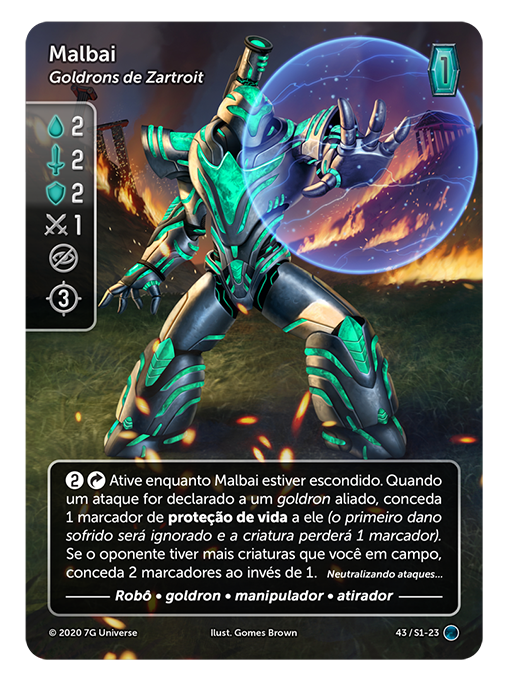 Malbai
Goldrons de Zartroit
1
2
2
2
1
3
2 Ative enquanto Malbai estiver escondido. Quando
um ataque for declarado a um goldron aliado, conceda
1 marcador de proteção de vida a ele (o primeiro dano
sofrido será ignorado e a criatura perderá 1 marcador).
Se o oponente tiver mais criaturas que você em campo,
conceda 2 marcadores ao invés de 1. Neutralizando ataques...
Robô • goldron • manipulador • atirador
© 2020 7G Universe Ilust. Gomes Brown 43 / S1-23